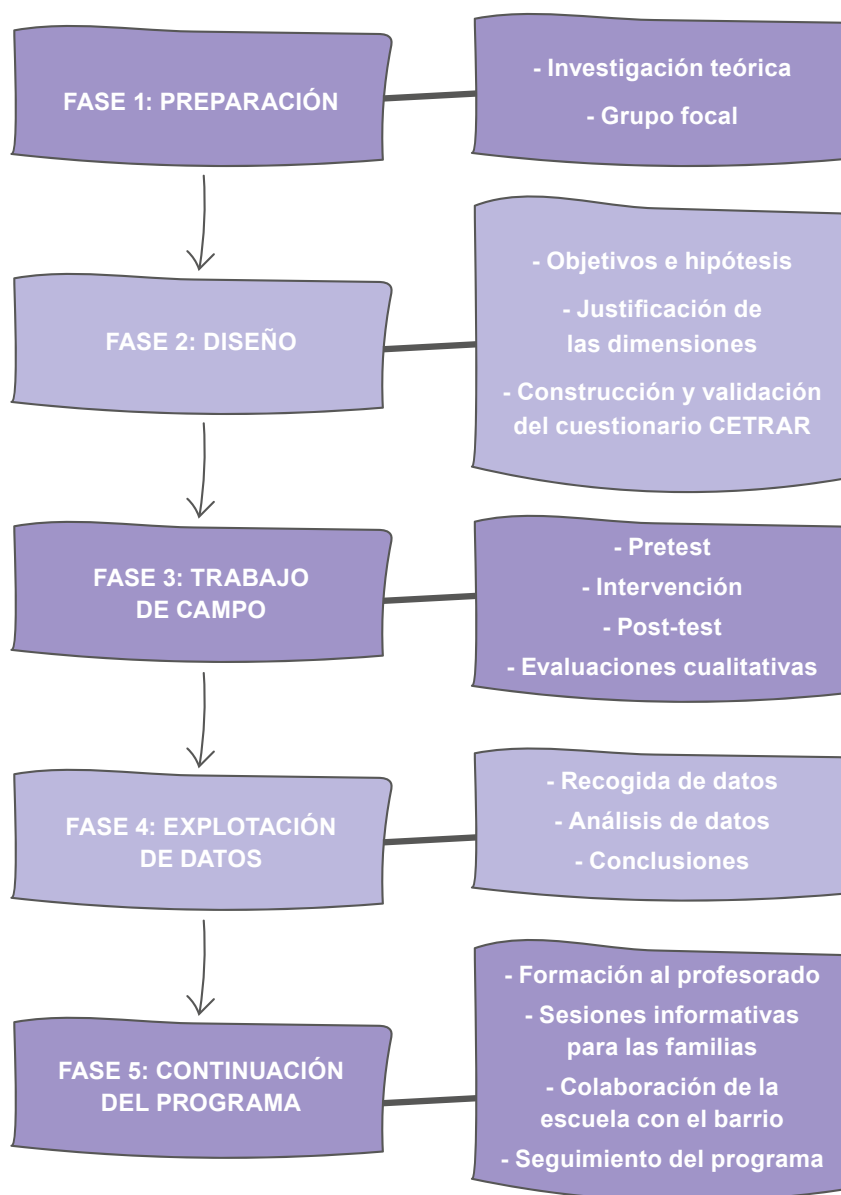 FASE 1: PREPARACIÓN
- Investigación teórica
- Grupo focal
FASE 2: DISEÑO
- Objetivos e hipótesis
- Justificación de
las dimensiones
- Construcción y validación
del cuestionario CETRAR
FASE 3: TRABAJO
DE CAMPO
- Pretest
- Intervención
- Post-test
- Evaluaciones cualitativas
FASE 4: EXPLOTACIÓN
DE DATOS
- Recogida de datos
- Análisis de datos
- Conclusiones
FASE 5: CONTINUACIÓN
DEL PROGRAMA
- Formación al profesorado
- Sesiones informativas
para las familias
- Colaboración de la
escuela con el barrio
- Seguimiento del programa